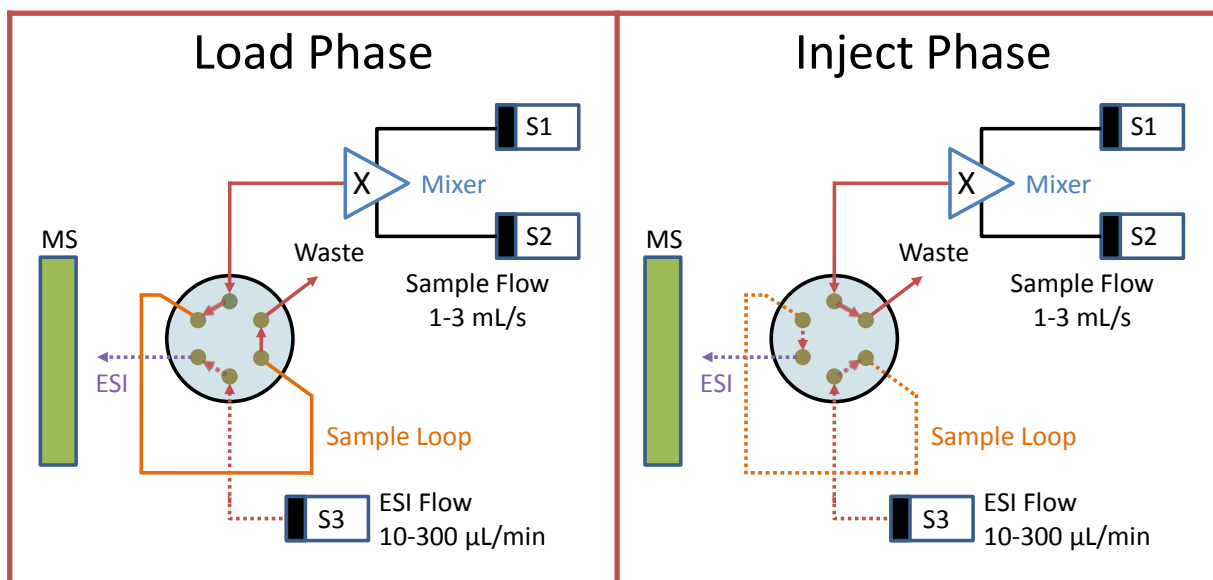 Load Phase
S1
X
Mixer
S2
MS
Waste
Sample Flow
1-3 mL/s
ESI
Sample Loop
S3
ESI Flow
10-300 µL/min
Inject Phase
S1
X
Mixer
S2
MS
Waste
Sample Flow
1-3 mL/s
ESI
Sample Loop
S3
ESI Flow
10-300 µL/min